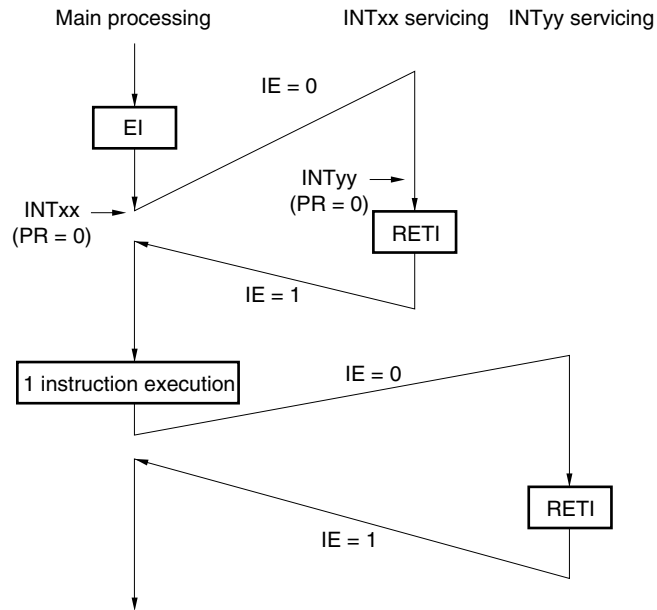 Main processing
INTxx servicing
INTyy servicing
IE = 0
EI
INTyy
(PR = 0)
INTxx
(PR = 0)
RETI
IE = 1
1 instruction execution
IE = 0
RETI
IE = 1